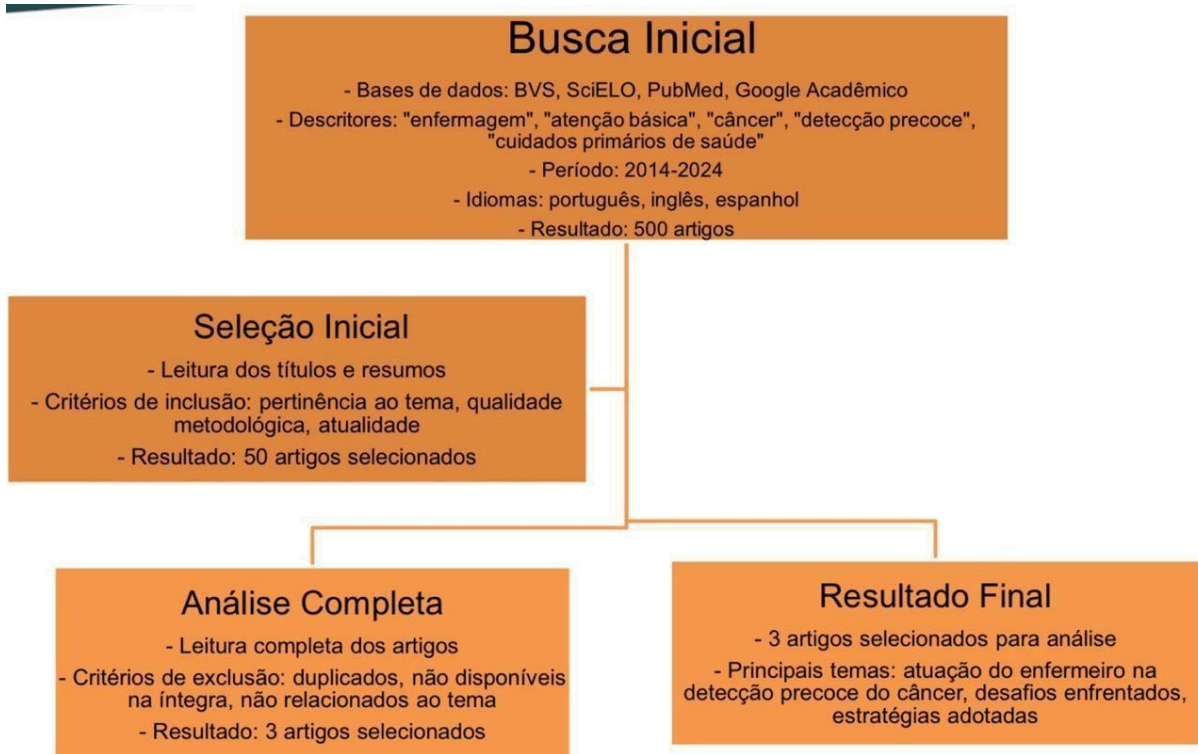 Busca Inicial
- Bases de dados: BVS, SciELO, PubMed, Google Acadêmico
- Descritores: "enfermagem", "atenção básica", "câncer", "detecção precoce",
"cuidados primários de saúde"
- Período: 2014-2024
- Idiomas: português, inglês, espanhol
- Resultado: 500 artigos
Seleção Inicial
- Leitura dos títulos e resumos
- Critérios de inclusão: pertinência ao tema, qualidade
metodológica, atualidade
- Resultado: 50 artigos selecionados
Análise Completa
- Leitura completa dos artigos
- Critérios de exclusão: duplicados, não disponíveis
na íntegra, não relacionados ao tema
- Resultado: 3 artigos selecionados
Resultado Final
- 3 artigos selecionados para análise
- Principais temas: atuação do enfermeiro na
detecção precoce do câncer, desafios enfrentados,
estratégias adotadas